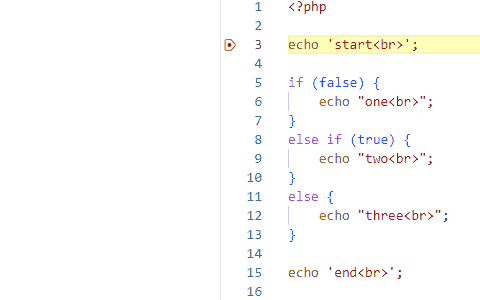 1 <?php
2
3 echo 'start<br>';
4
5 if (false) {
6     echo "one<br>";
7 }
8 else if (true) {
9     echo "two<br>";
10 }
11 else {
12     echo "three<br>";
13 }
14
15 echo 'end<br>';
16